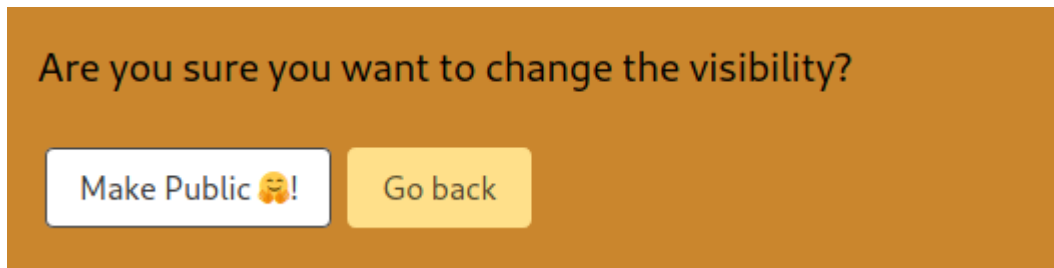 Are you sure you want to change the visibility?
Make Public 🤗!
Go back